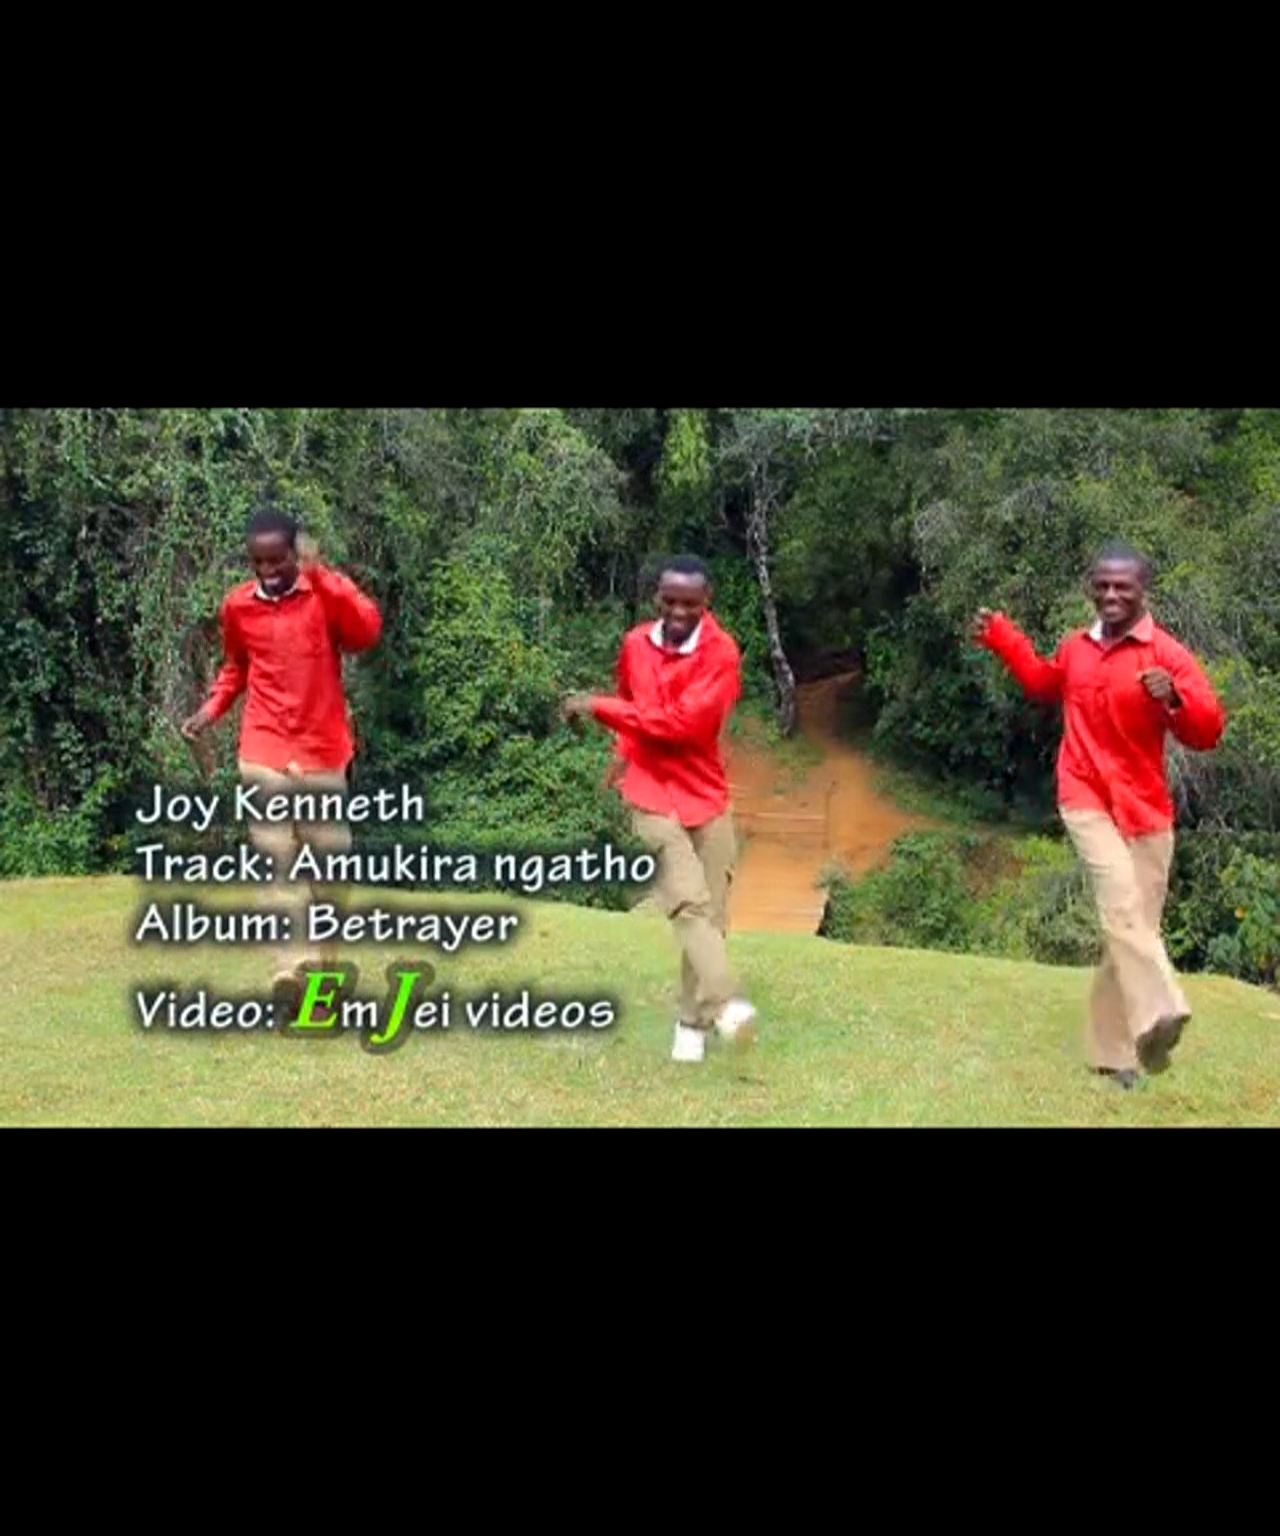 Joy Kenneth
Track: Amukira ngatho
Album: Betrayer
Video: EmJei videos